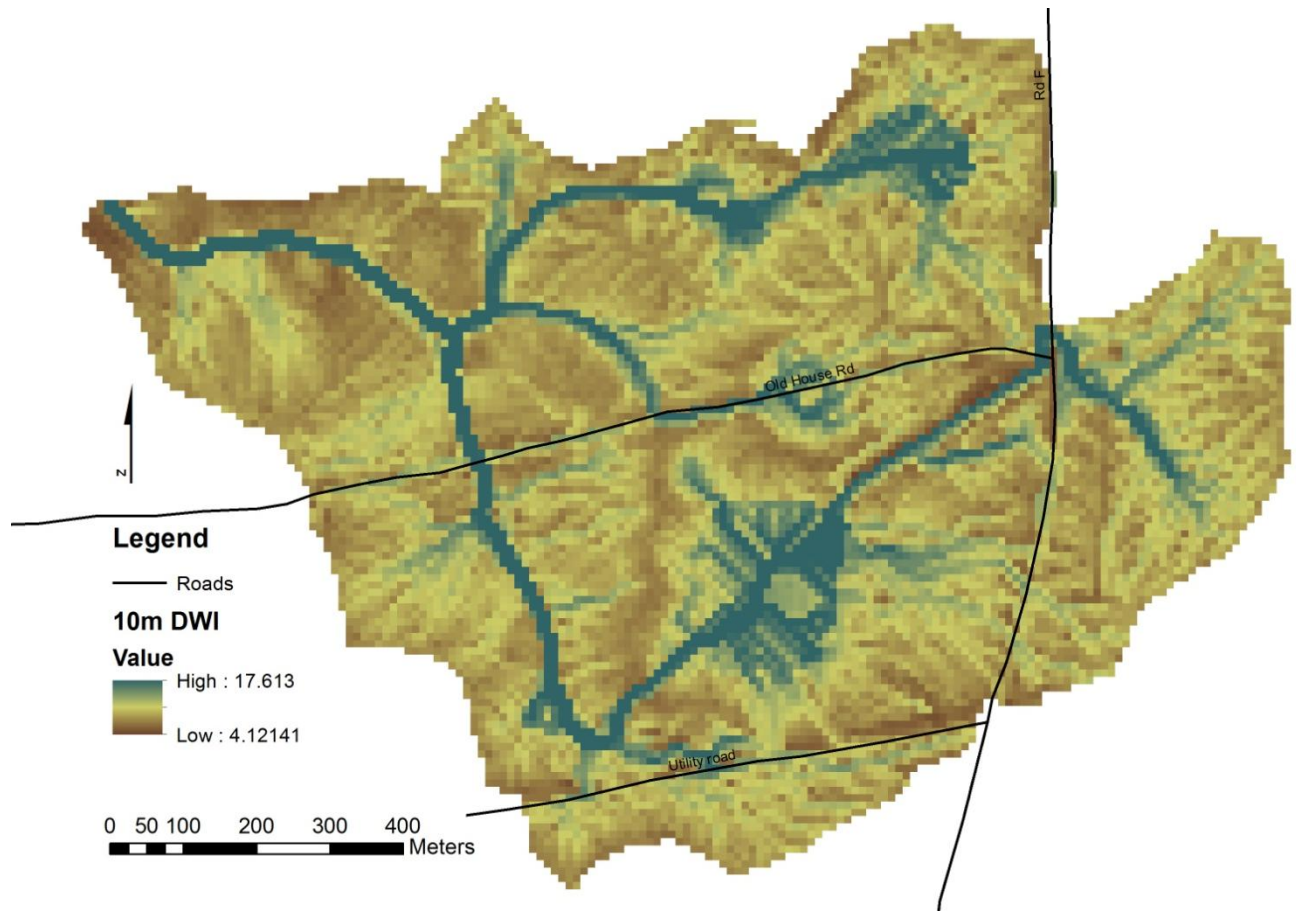 Rd F
Old House Rd
N
Legend
Roads
10m DWI
Value
High : 17.613
Low : 4.12141
Utility road
0 50 100 200 300 400
Meters